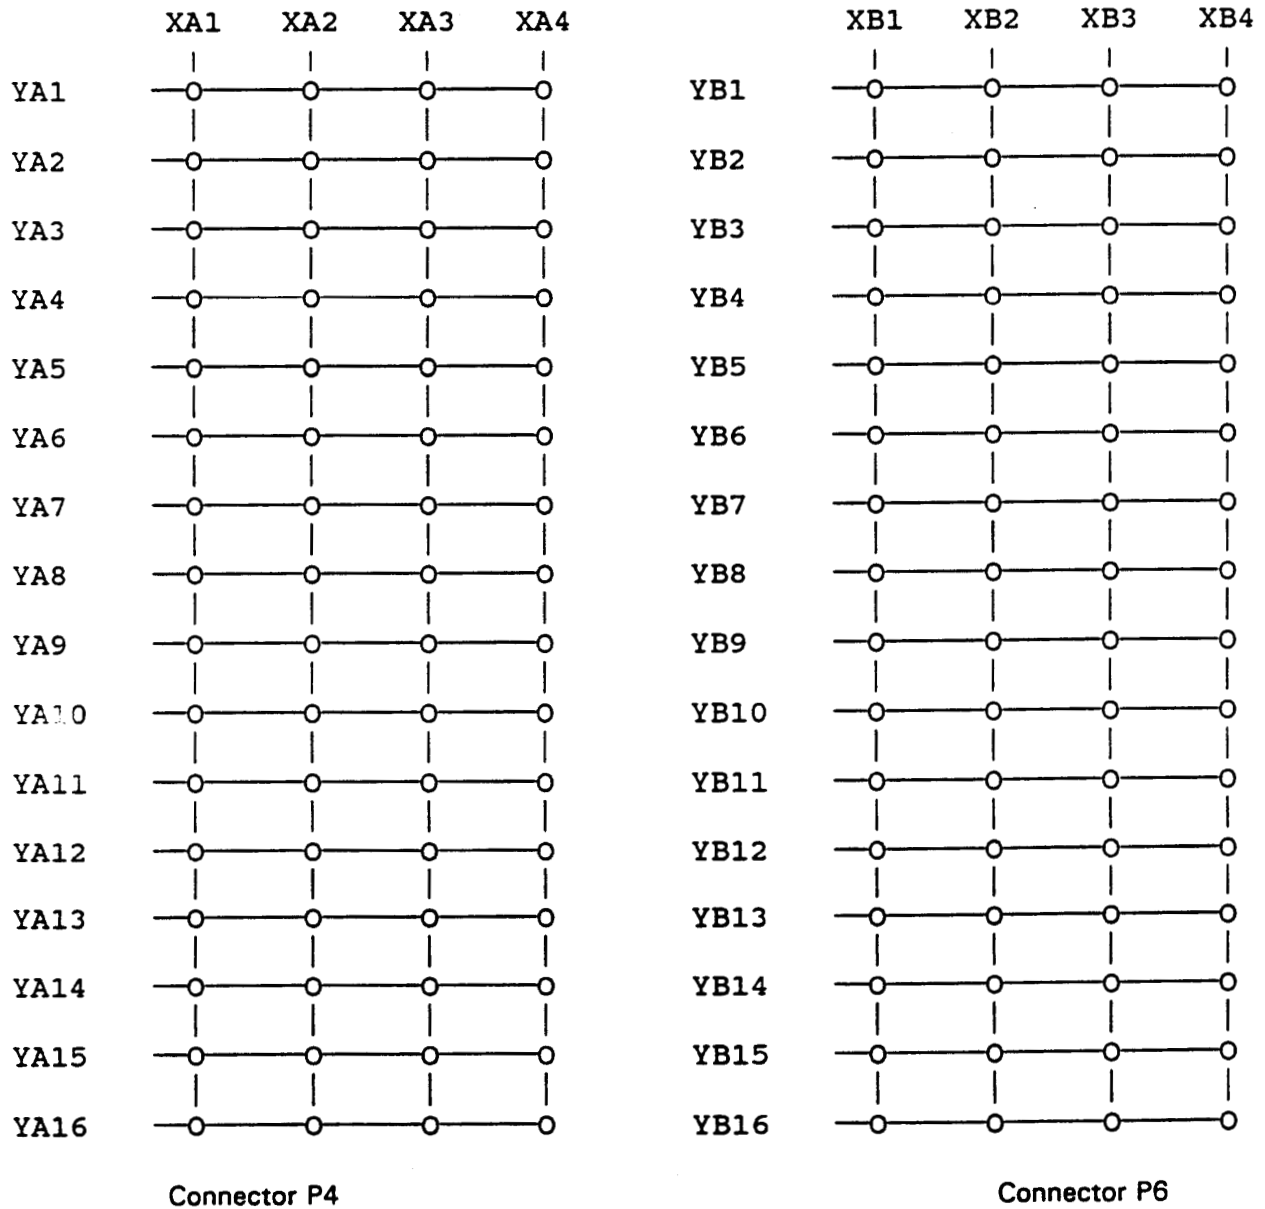 XA1 XA2 XA3 XA4 XB1 XB2 XB3 XB4
YA1 YB1
YA2 YB2
YA3 YB3
YA4 YB4
YA5 YB5
YA6 YB6
YA7 YB7
YA8 YB8
YA9 YB9
YA10 YB10
YA11 YB11
YA12 YB12
YA13 YB13
YA14 YB14
YA15 YB15
YA16 YB16
Connector P4 Connector P6